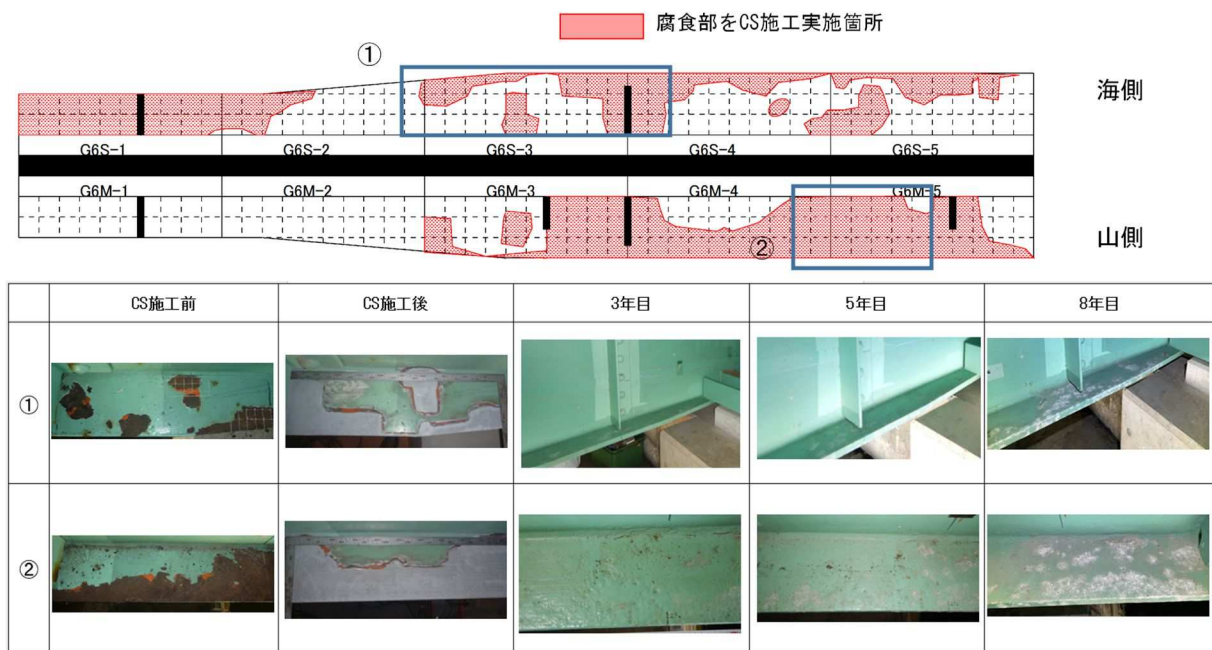 腐食部をCS施工実施箇所
①
海側
G6S-1 G6S-2 G6S-3 G6S-4 G6S-5
G6M-1 G6M-2 G6M-3 G6M-4 G6M-5
②
山側
CS施工前 CS施工後 3年目 5年目 8年目
①
②